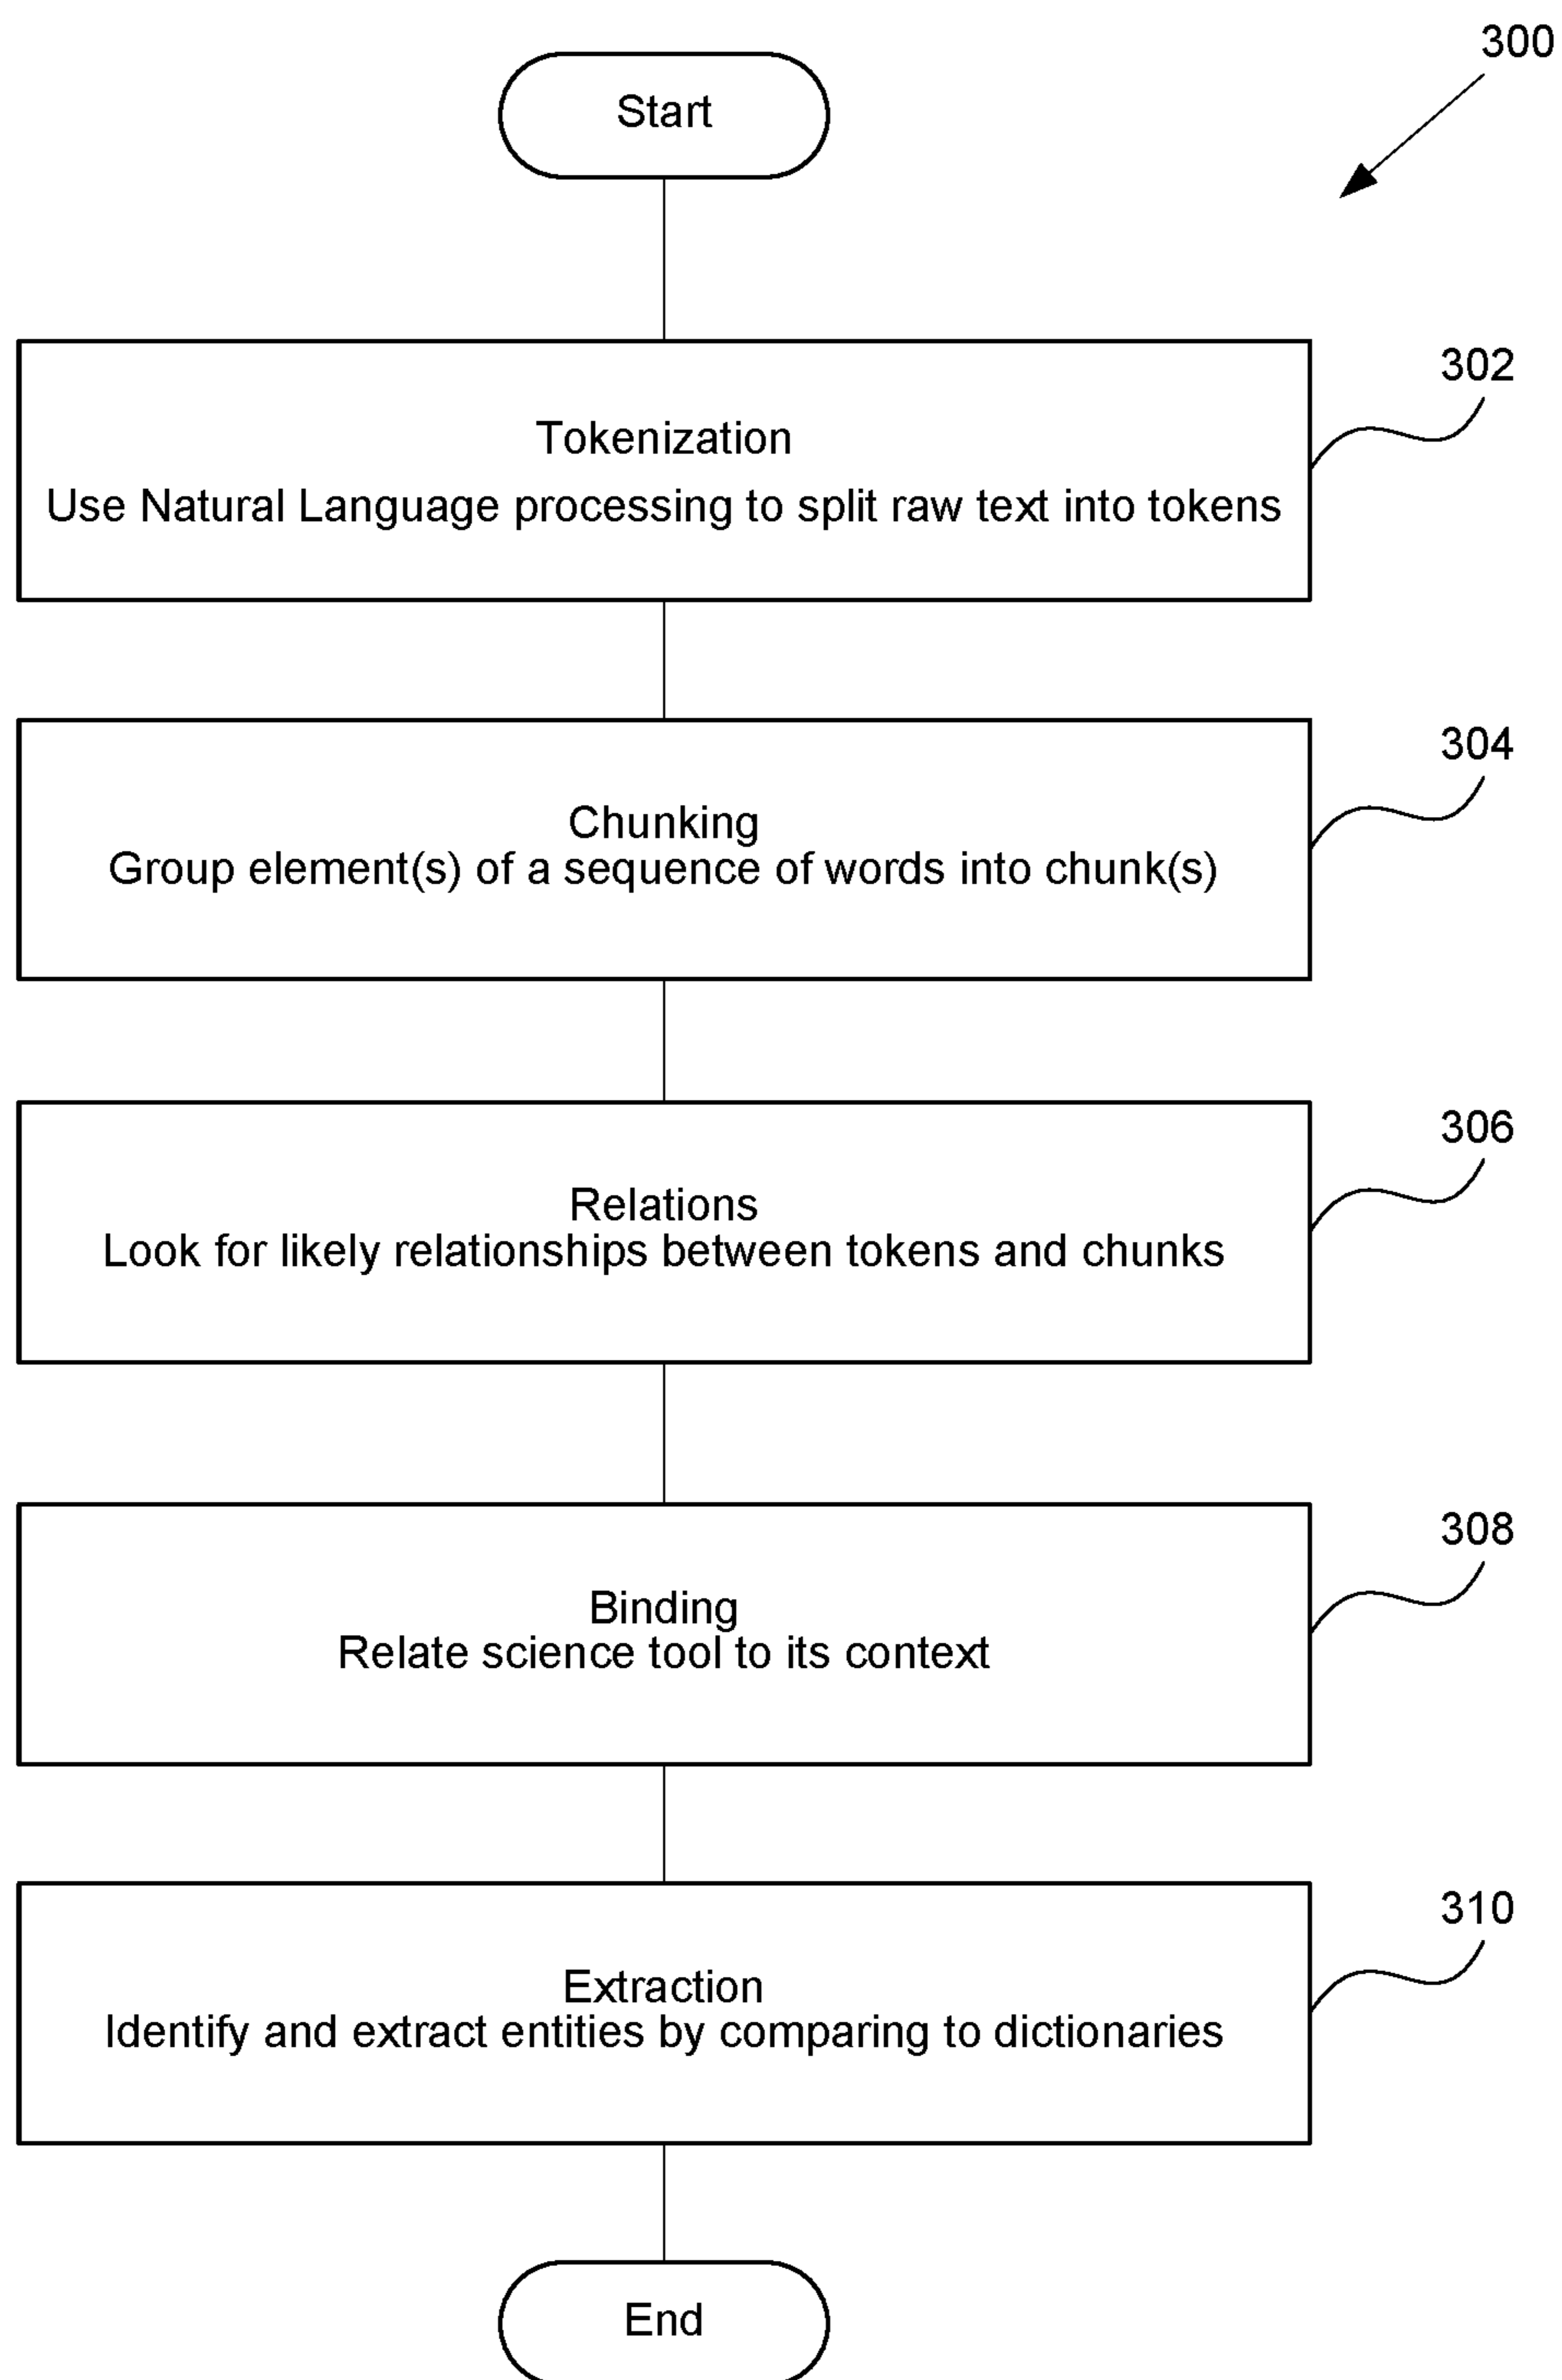 300
Start
302
Tokenization
Use Natural Language processing to split raw text into tokens
304
Chunking
Group element(s) of a sequence of words into chunk(s)
306
Relations
Look for likely relationships between tokens and chunks
308
Binding
Relate science tool to its context
310
Extraction
Identify and extract entities by comparing to dictionaries
End